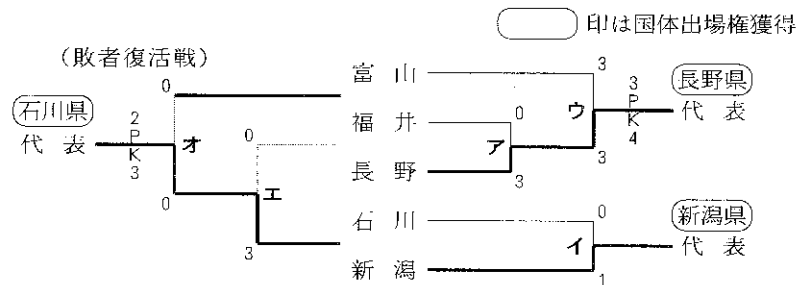 印は国体出場権獲得
(敗者復活戦)
石川県
代表
2
PK
3
オ
0
0
エ
0
3
富山
福井
長野
石川
新潟
ア
0
3
ウ
3
3
3
PK
4
長野県
代表
イ
0
1
新潟県
代表